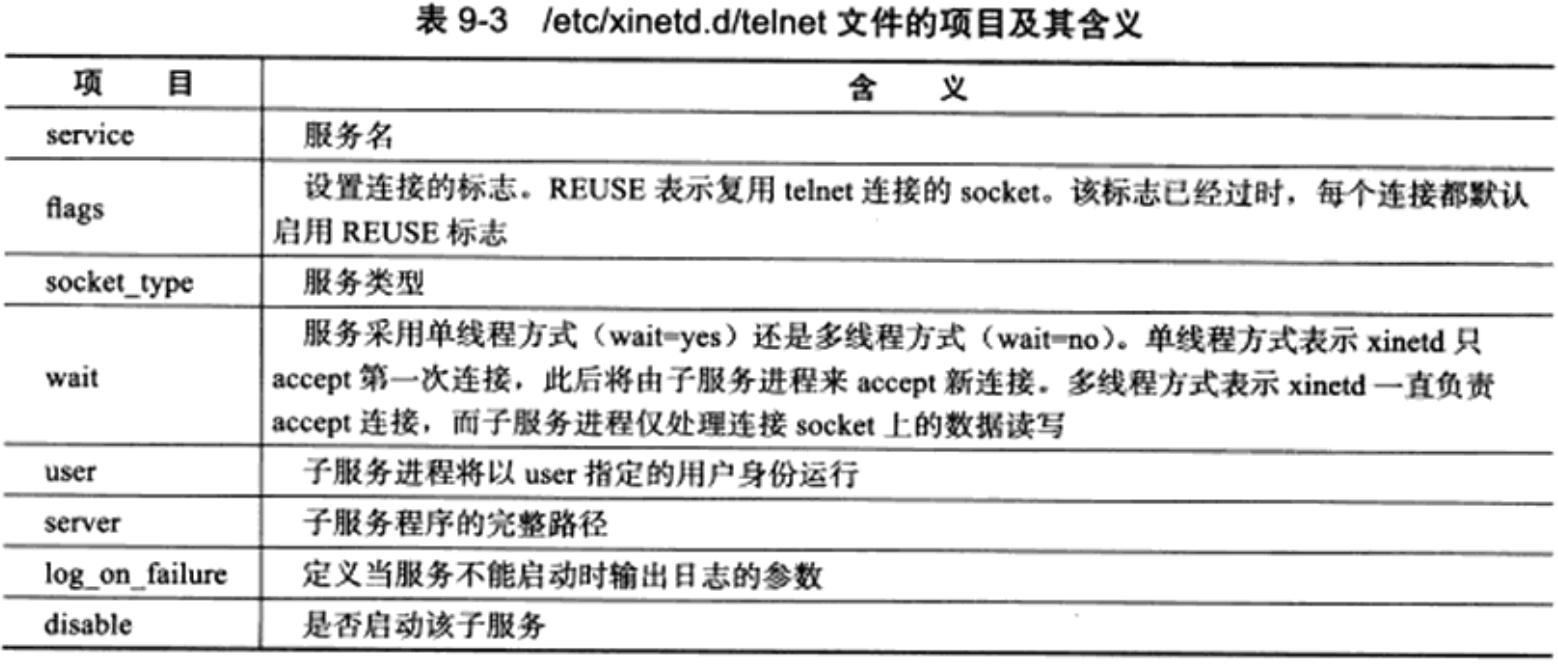 表 9-3 /etc/xinetd.d/telnet 文件的项目及其含义
项 目 含 义
service 服务名
flags 设置连接的标志。REUSE 表示复用 telnet 连接的 socket。该标志已经过时，每个连接都默认
启用 REUSE 标志
socket_type 服务类型
wait 服务采用单线程方式（wait=yes）还是多线程方式（wait=no）。单线程方式表示 xinetd 只
accept 第一次连接，此后将由子服务进程来 accept 新连接。多线程方式表示 xinetd 一直负责
accept 连接，而子服务进程仅处理连接 socket 上的数据读写
user 子服务进程将以 user 指定的用户身份运行
server 子服务程序的完整路径
log_on_failure 定义当服务不能启动时输出日志的参数
disable 是否启动该子服务